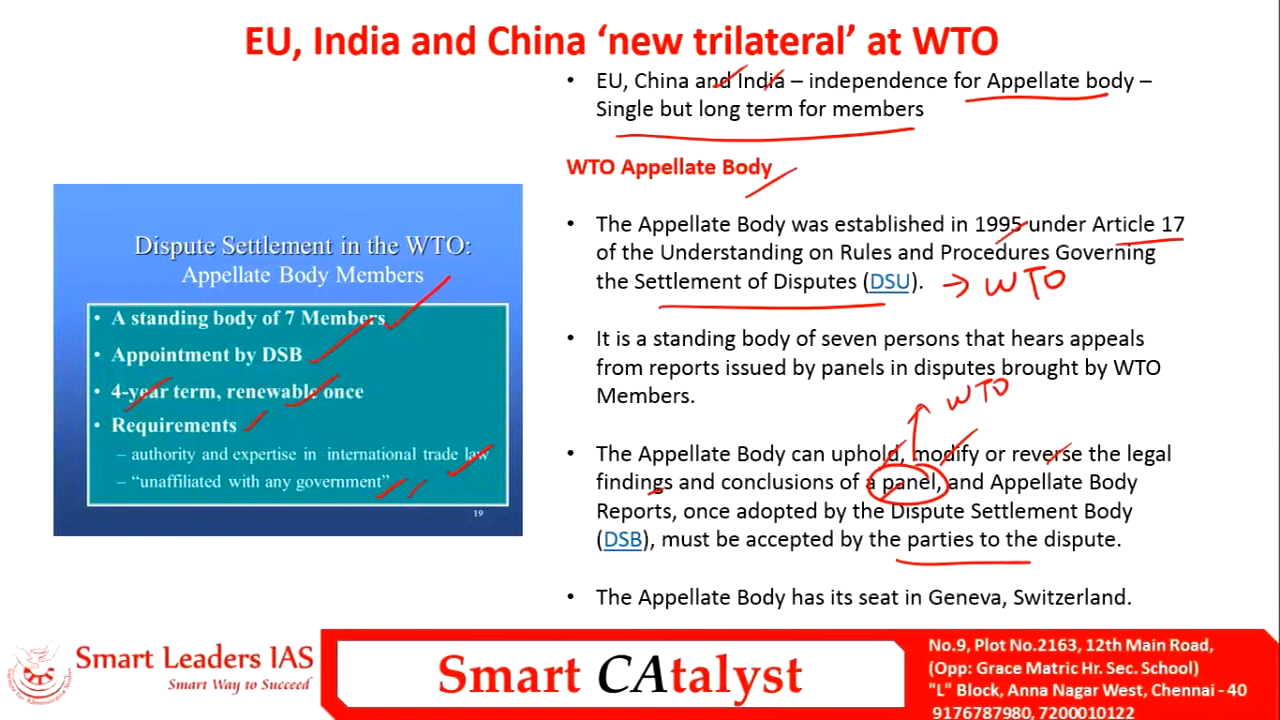 EU, India and China ‘new trilateral’ at WTO
• EU, China and India – independence for Appellate body –
Single but long term for members
WTO Appellate Body
• The Appellate Body was established in 1995 under Article 17
of the Understanding on Rules and Procedures Governing
the Settlement of Disputes (DSU). → WTO
• It is a standing body of seven persons that hears appeals
from reports issued by panels in disputes brought by WTO
Members.
WTO
• The Appellate Body can uphold, modify or reverse the legal
findings and conclusions of a panel, and Appellate Body
Reports, once adopted by the Dispute Settlement Body
(DSB), must be accepted by the parties to the dispute.
• The Appellate Body has its seat in Geneva, Switzerland.
Dispute Settlement in the WTO:
Appellate Body Members
• A standing body of 7 Members
• Appointment by DSB
• 4-year term, renewable once
• Requirements
– authority and expertise in international trade law
– “unaffiliated with any government”
19
Smart Leaders IAS
Smart Way to Succeed
Smart CAtalyst
No.9, Plot No.2163, 12th Main Road,
(Opp: Grace Matric Hr. Sec. School)
"L" Block, Anna Nagar West, Chennai - 40
9176787980, 7200010122